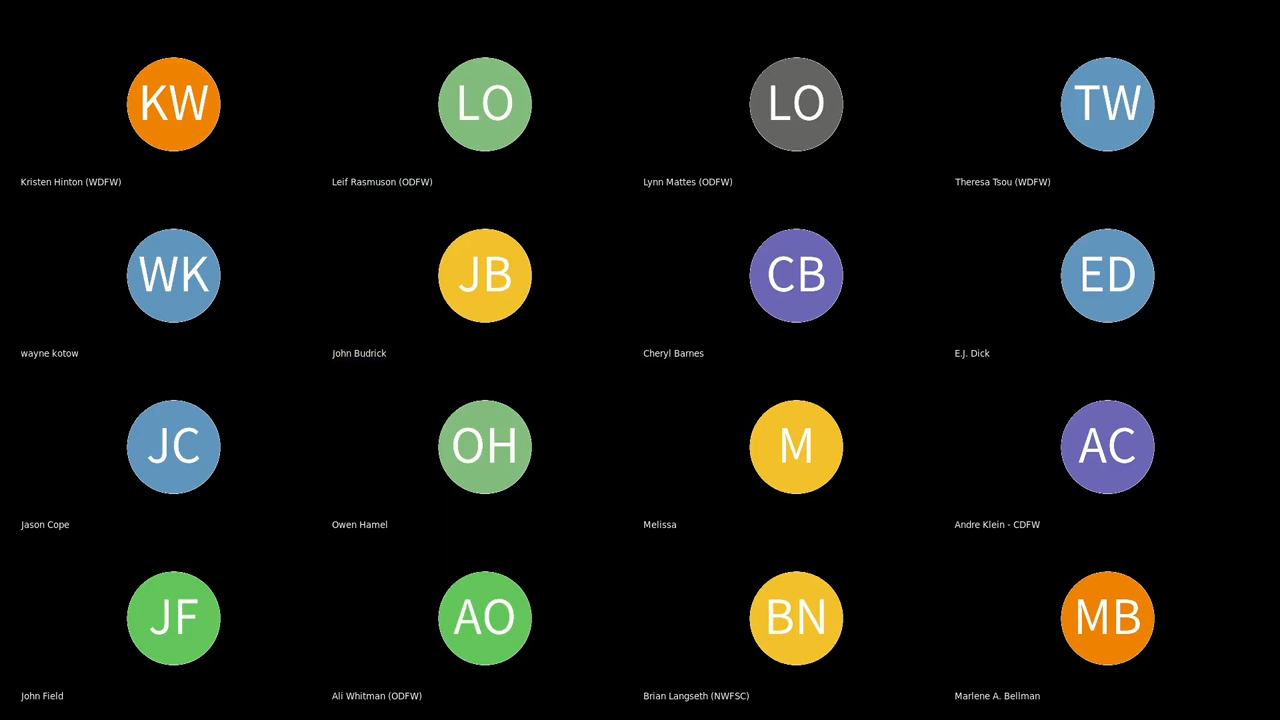 KW
LO
LO
TW
Kristen Hinton (WDFW)
Leif Rasmuson (ODFW)
Lynn Mattes (ODFW)
Theresa Tsou (WDFW)
WK
JB
CB
ED
wayne kotow
John Budrick
Cheryl Barnes
E.J. Dick
JC
OH
M
AC
Jason Cope
Owen Hamel
Melissa
Andre Klein - CDFW
JF
AO
BN
MB
John Field
Ali Whitman (ODFW)
Brian Langseth (NWFSC)
Marlene A. Bellman